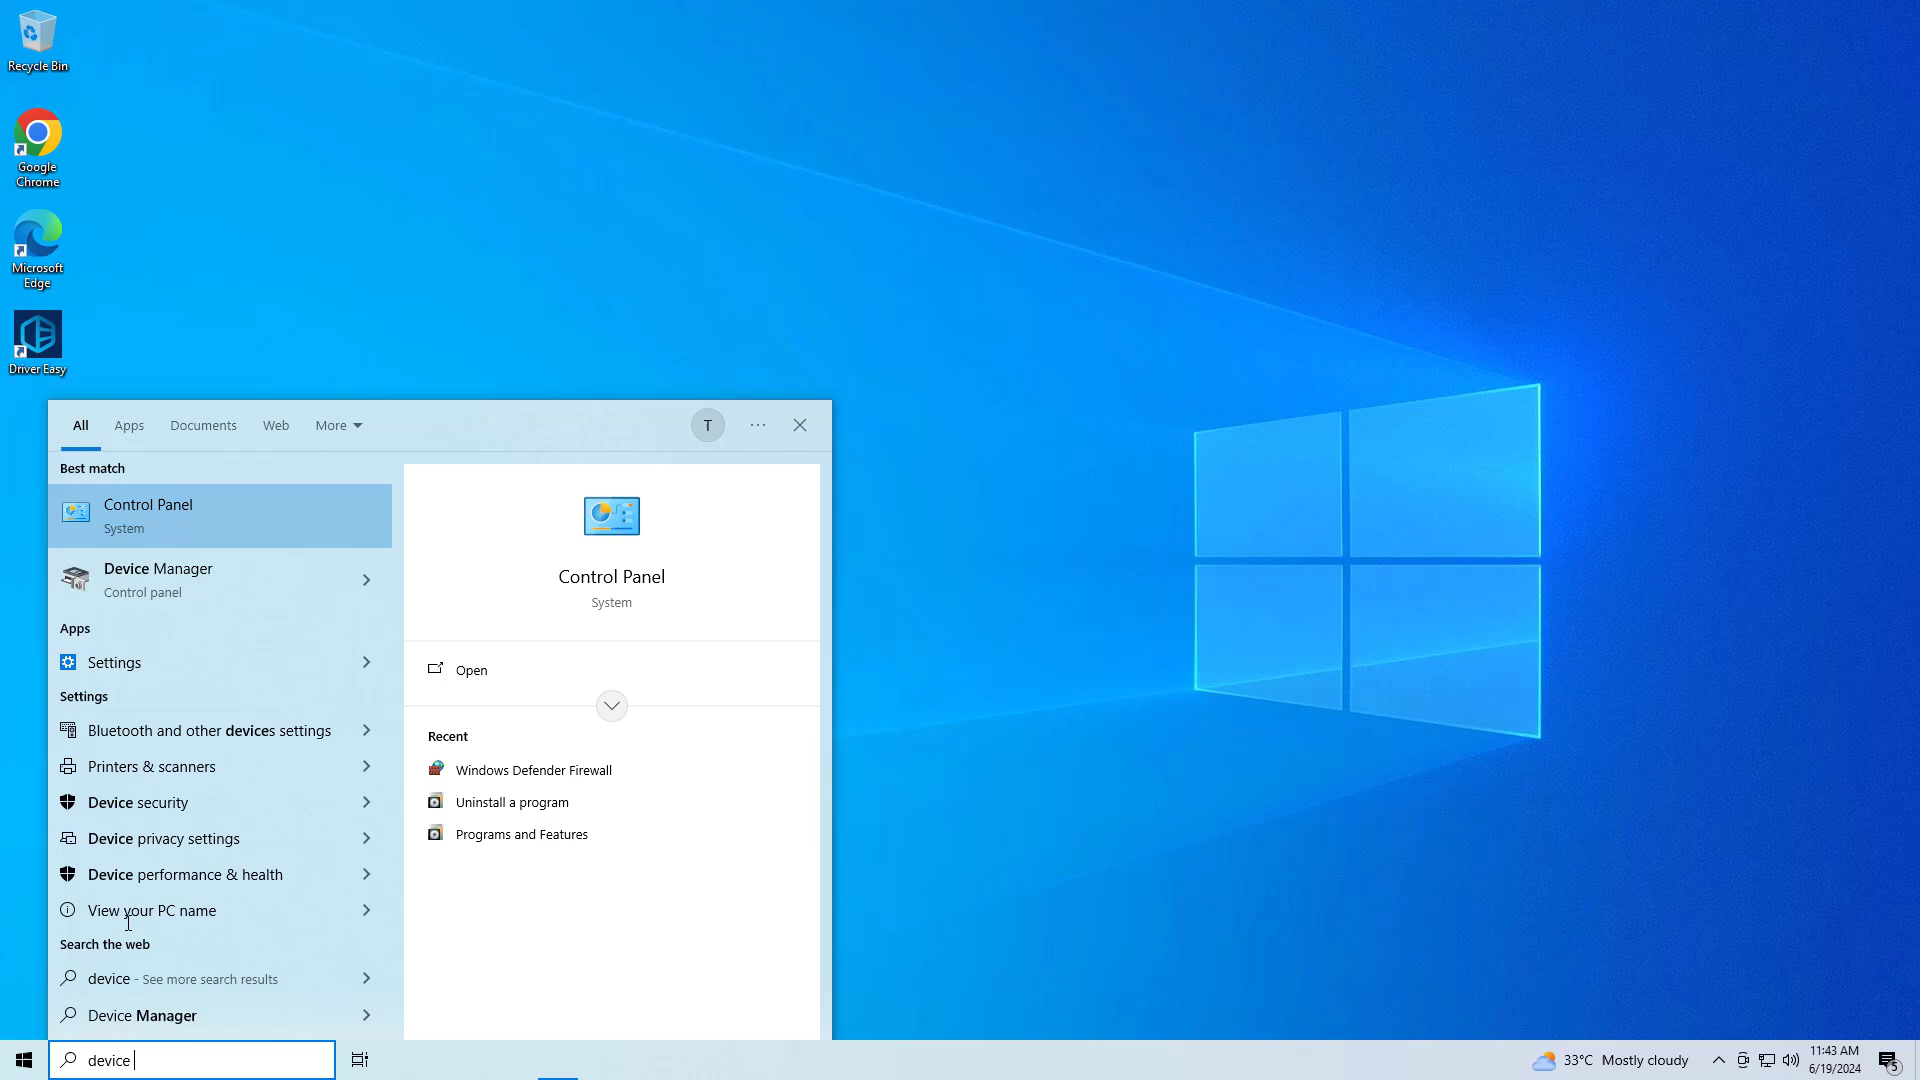 Recycle Bin
Google
Chrome
Microsoft
Edge
Driver Easy
All Apps Documents Web More T
Best match
Control Panel
System
Device Manager
Control panel
Apps
Settings
Settings
Bluetooth and other devices settings
Printers & scanners
Device security
Device privacy settings
Device performance & health
View your PC name
Search the web
device - See more search results
Device Manager
Control Panel
System
Open
Recent
Windows Defender Firewall
Uninstall a program
Programs and Features
device
33°C Mostly cloudy
11:43 AM
6/19/2024
5